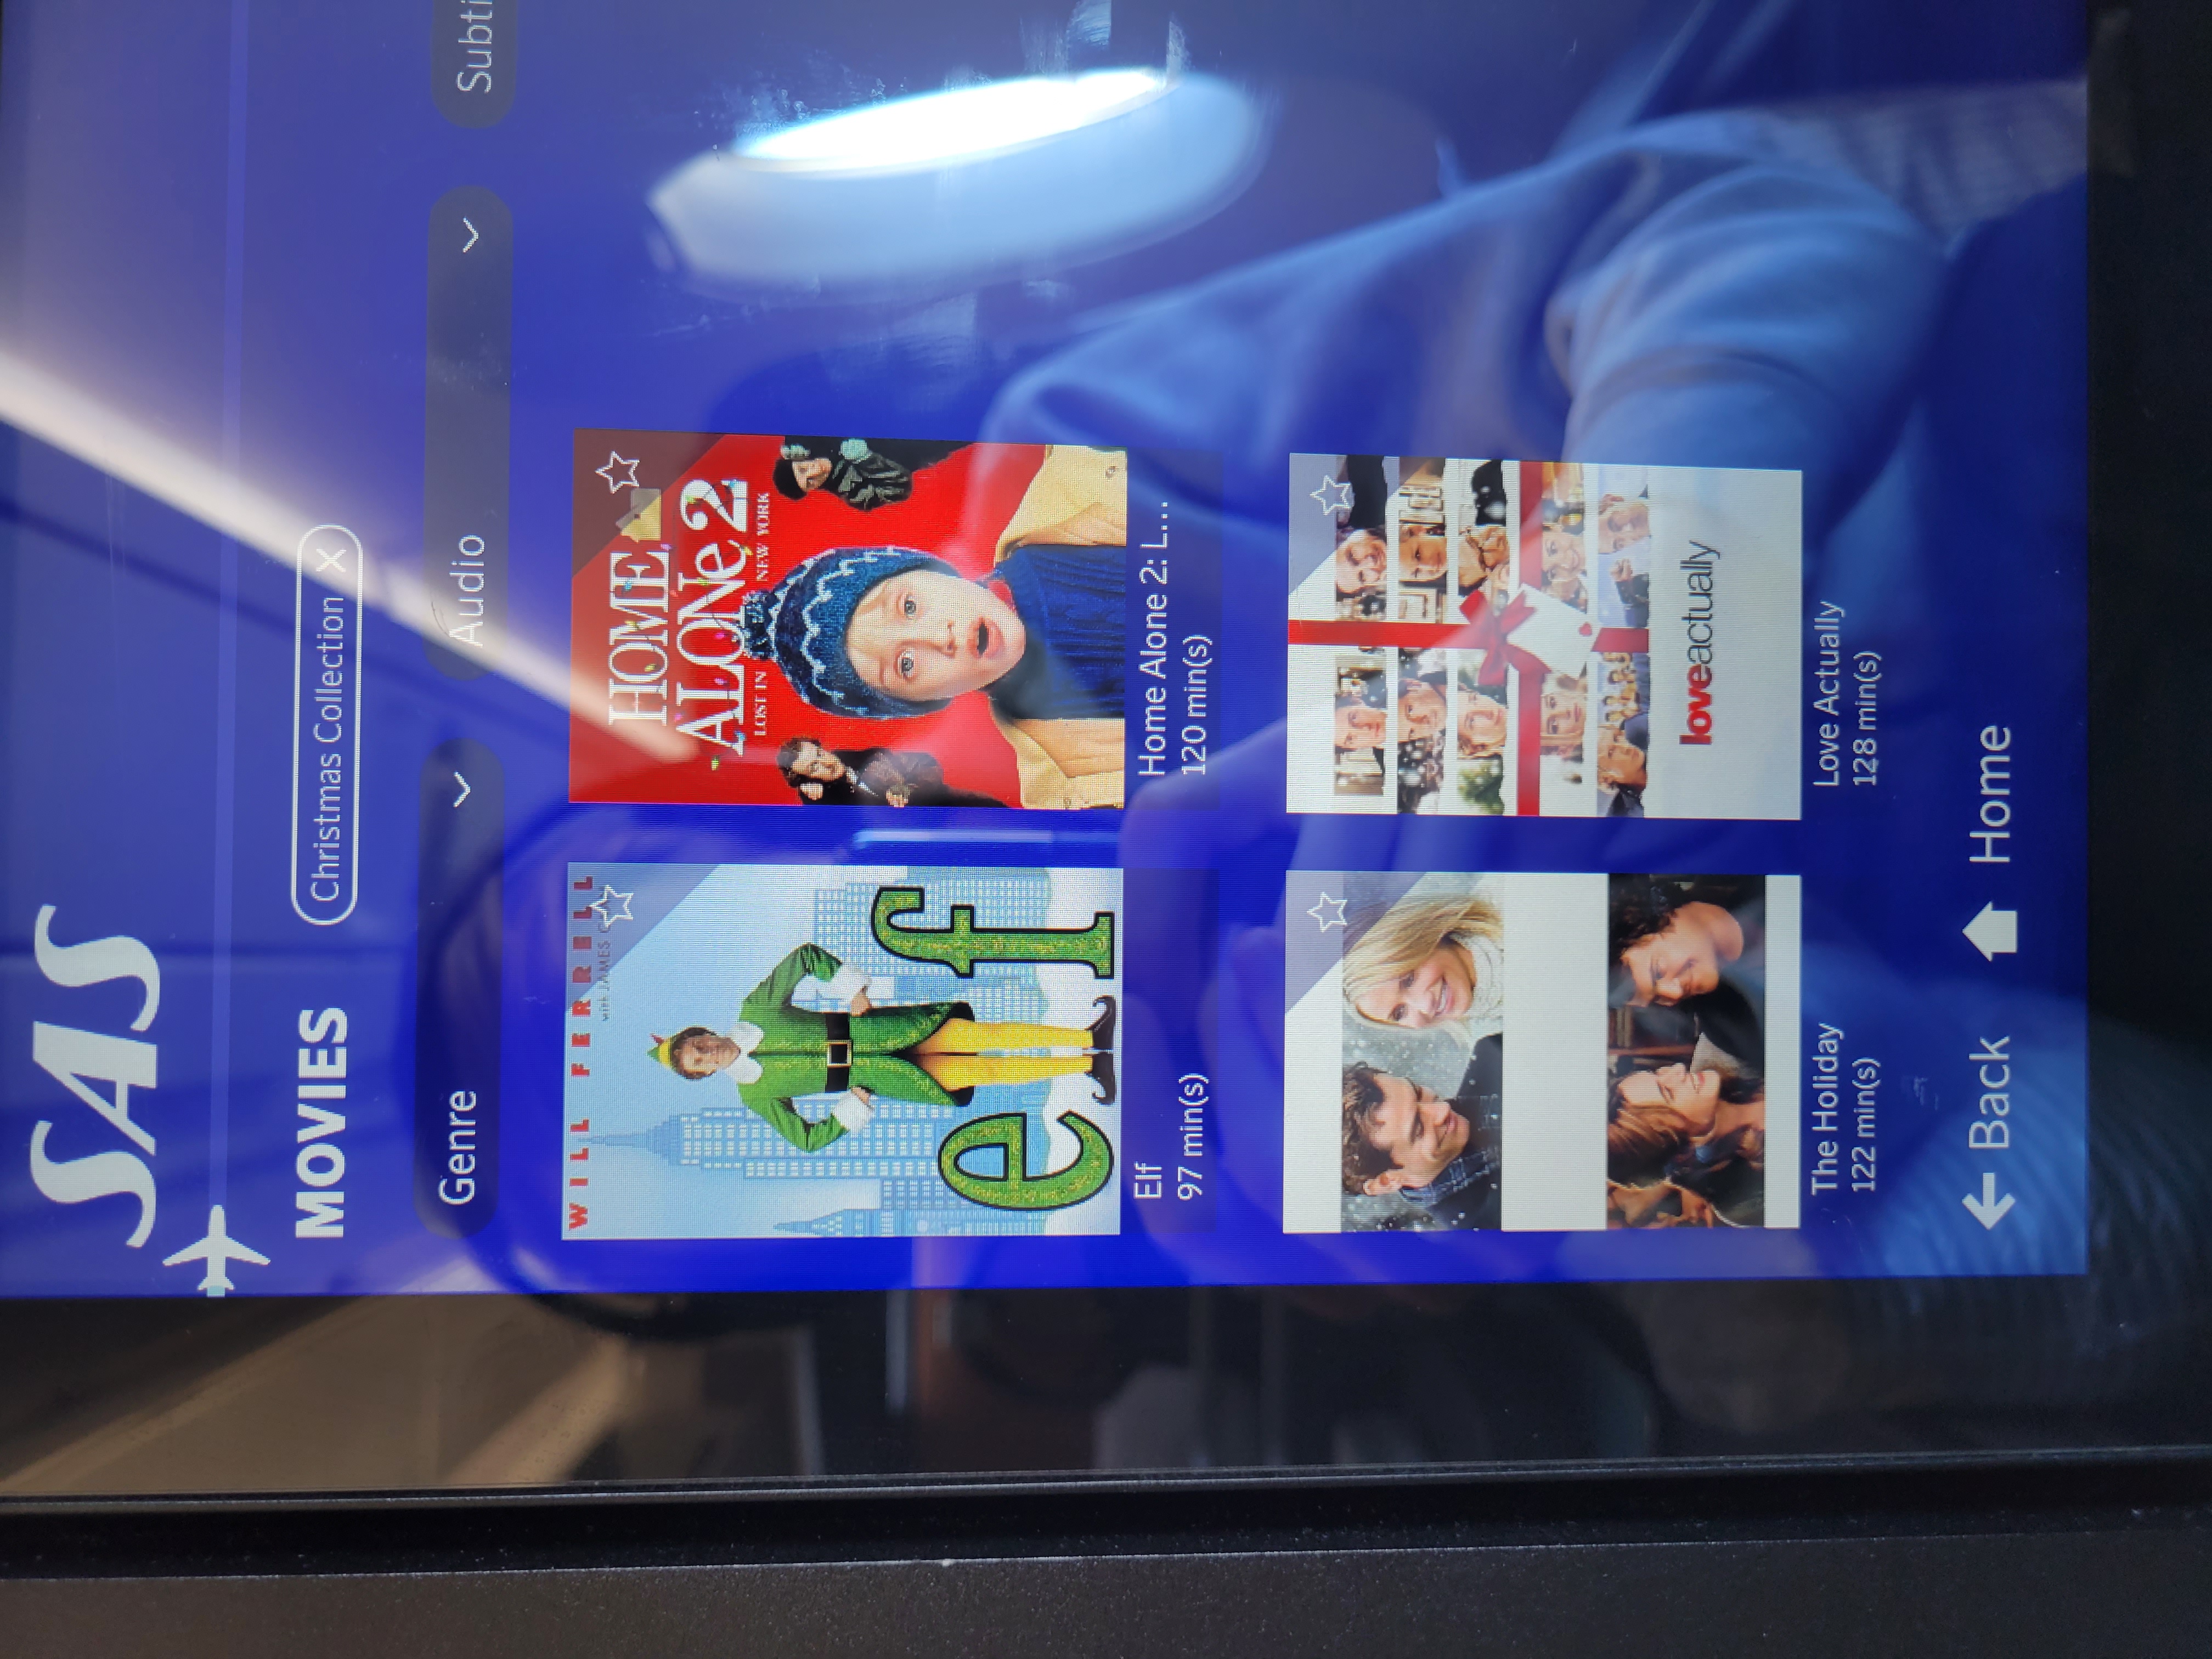 SAS
MOVIES
Christmas Collection X
Genre
Audio
Subti
WILL FERRELL
with JAMES
elf
HOME
ALONe 2
LOST IN NEW YORK
Elf
97 min(s)
Home Alone 2: L...
120 min(s)
loveactually
The Holiday
122 min(s)
Love Actually
128 min(s)
Back
Home